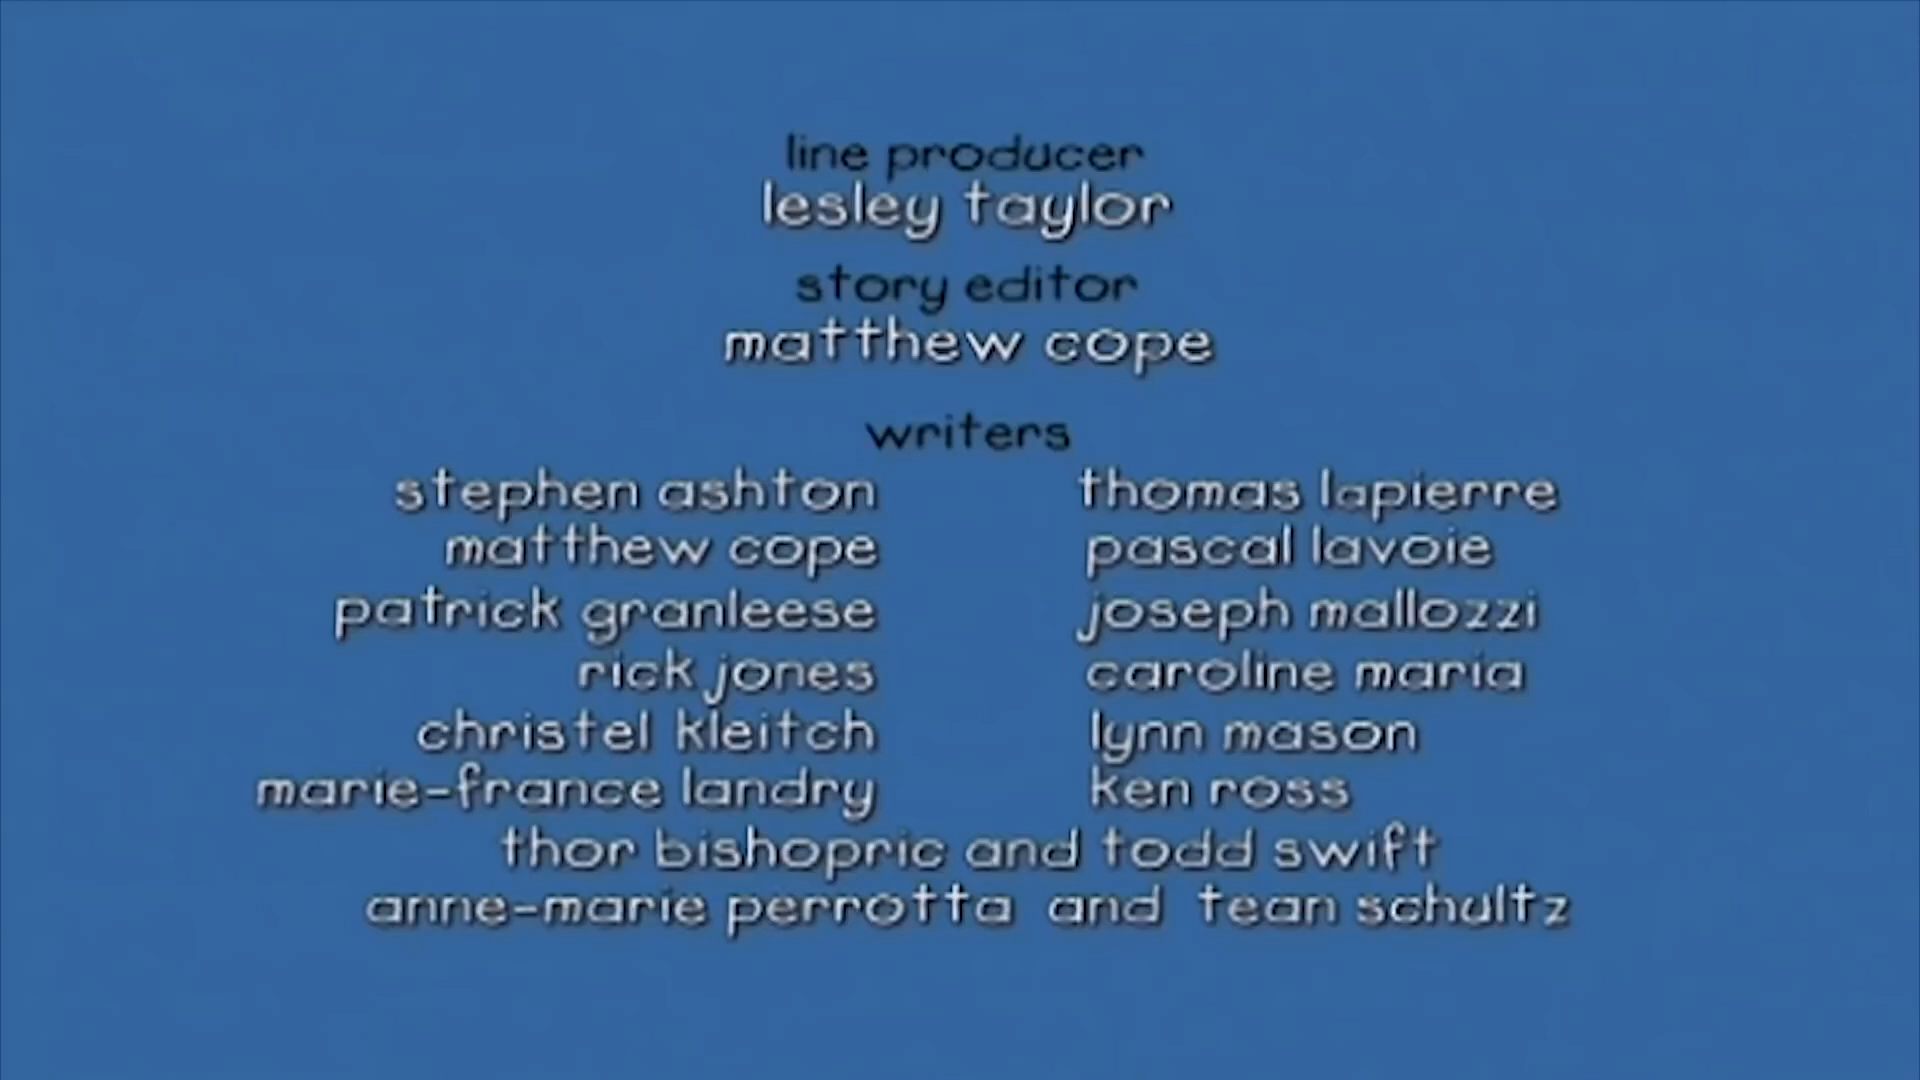 line producer
lesley taylor
story editor
matthew cope
writers
stephen ashton thomas lapierre
matthew cope pascal lavoie
patrick granleese joseph mallozzi
rick jones caroline maria
christel kleitch lynn mason
marie-france landry ken ross
thor bishopric and todd swift
anne-marie perrotta and tean schultz